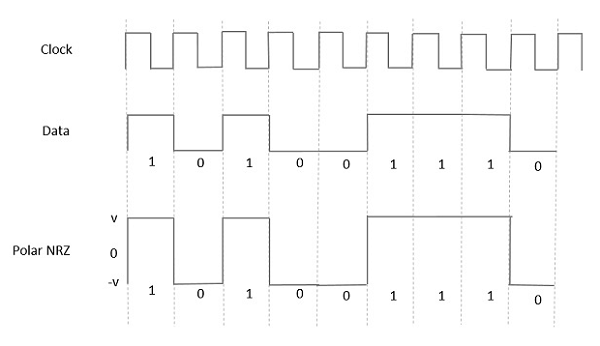 Clock
Data
1 0 1 0 0 1 1 1 0
v
Polar NRZ 0
-v
1 0 1 0 0 1 1 1 0